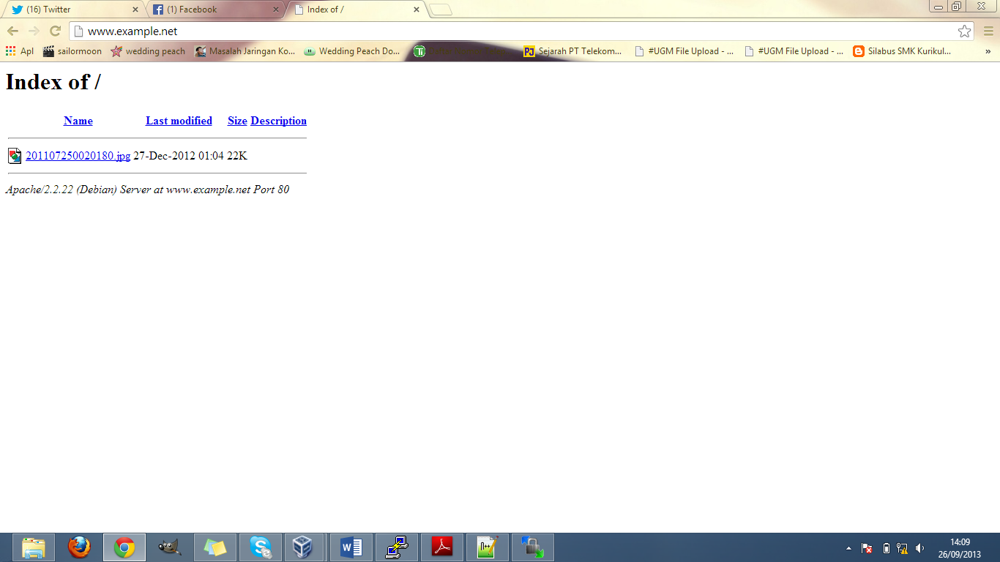 (16) Twitter
(1) Facebook
Index of /
www.example.net
Apl
sailormoon
wedding peach
Masalah Jaringan Ko...
Wedding Peach Do...
Sejarah PT Telekom...
#UGM File Upload - ...
#UGM File Upload - ...
Silabus SMK Kurikul...
»
Index of /
Name Last modified Size Description
201107250020180.jpg 27-Dec-2012 01:04 22K
Apache/2.2.22 (Debian) Server at www.example.net Port 80
14:09
26/09/2013